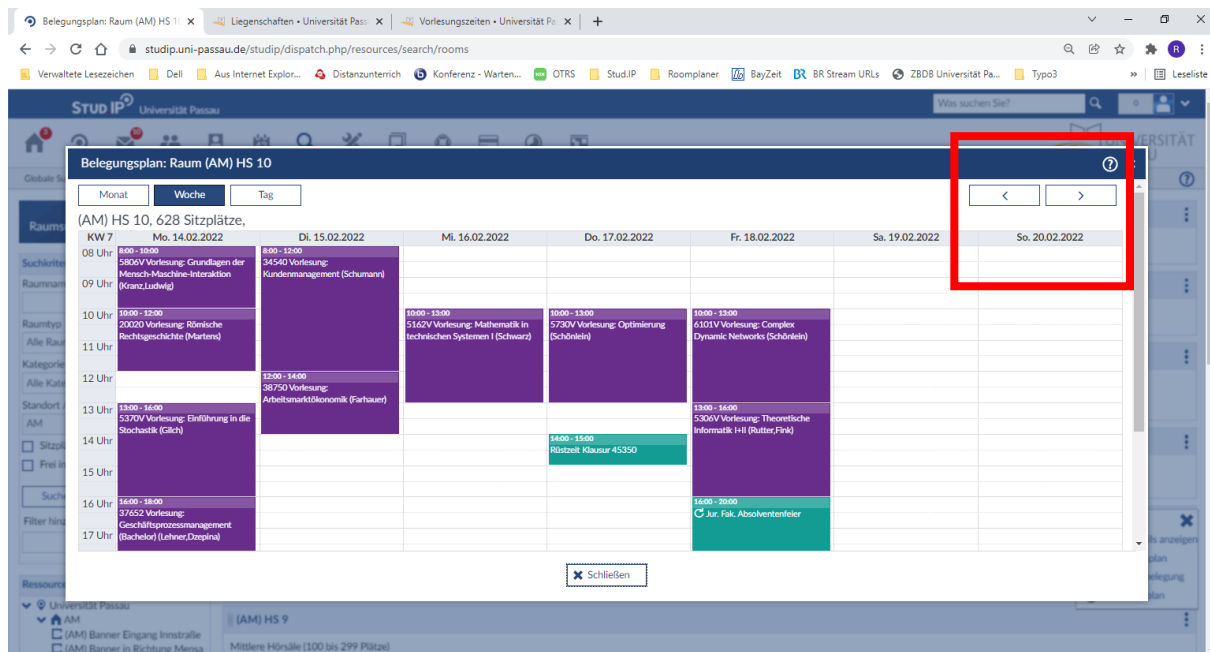 Belegungsplan: Raum (AM) HS 1
Liegenschaften • Universität Pass
Vorlesungszeiten • Universität Pa
studip.uni-passau.de/studip/dispatch.php/resources/search/rooms
R
Verwaltete Lesezeichen Dell Aus Internet Explor... Distanzunterrich Konferenz - Warten... OTRS Stud.IP Roomplaner BayZeit BR BR Stream URLs ZBDB Universität Pa... Typo3 » Leseliste
STUD IP Universität Passau
Was suchen Sie?
0
3
30
UNIVERSITÄT
Globale Su
Belegungsplan: Raum (AM) HS 10
Monat Woche Tag
< >
(AM) HS 10, 628 Sitzplätze,
KW 7 Mo. 14.02.2022 Di. 15.02.2022 Mi. 16.02.2022 Do. 17.02.2022 Fr. 18.02.2022 Sa. 19.02.2022 So. 20.02.2022
08 Uhr
09 Uhr
10 Uhr
11 Uhr
12 Uhr
13 Uhr
14 Uhr
15 Uhr
16 Uhr
17 Uhr
8:00 - 10:00
5806V Vorlesung: Grundlagen der
Mensch-Maschine-Interaktion
(Kranz,Ludwig)
10:00 - 12:00
20020 Vorlesung: Römische
Rechtsgeschichte (Martens)
13:00 - 16:00
5370V Vorlesung: Einführung in die
Stochastik (Gilch)
16:00 - 18:00
37652 Vorlesung:
Geschäftsprozessmanagement
(Bachelor) (Lehner,Dzepina)
8:00 - 12:00
34540 Vorlesung:
Kundenmanagement (Schumann)
12:00 - 14:00
38750 Vorlesung:
Arbeitsmarktökonomik (Farhauer)
10:00 - 13:00
5162V Vorlesung: Mathematik in
technischen Systemen I (Schwarz)
10:00 - 13:00
5730V Vorlesung: Optimierung
(Schönlein)
14:00 - 15:00
Rüstzeit Klausur 45350
10:00 - 13:00
6101V Vorlesung: Complex
Dynamic Networks (Schönlein)
13:00 - 16:00
5306V Vorlesung: Theoretische
Informatik I+II (Rutter,Fink)
16:00 - 20:00
Jur. Fak. Absolventenfeier
Schließen
Raums
Suchkrite
Raumnam
Raumtyp
Alle Rau
Kategorie
Alle Kate
Standort
AM
Sitzpl
Frei in
Such
Filter hinz
Ressource
Universität Passau
AM
(AM) Banner Eingang Innstraße
(AM) Banner in Richtung Mensa
ls anzeigen
plan
elegung
plan
(AM) HS 9
Mittlere Hörsäle (100 bis 299 Plätze)